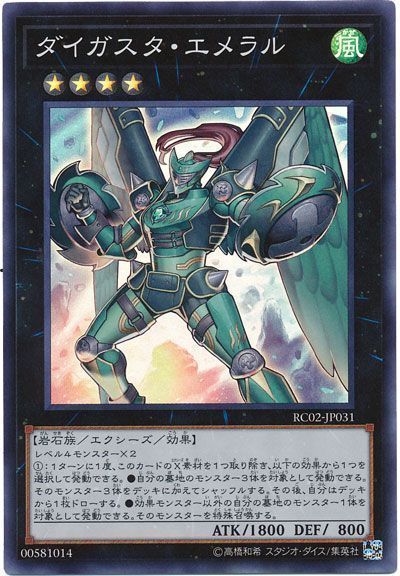 ダイガスタ・エメラル
風
RC02-JP031
【岩石族/エクシーズ/効果】
レベル4モンスター×2
①:1ターンに1度、このカードのX素材を1つ取り除き、以下の効果から1つを
選択して発動できる。●自分の墓地のモンスター3体を対象として発動できる。
そのモンスター3体をデッキに加えてシャッフルする。その後、自分はデッキ
から1枚ドローする。●効果モンスター以外の自分の墓地のモンスター1体を
対象として発動できる。そのモンスターを特殊召喚する。
ATK/1800 DEF/ 800
00581014
©高橋和希 スタジオ・ダイス/集英社